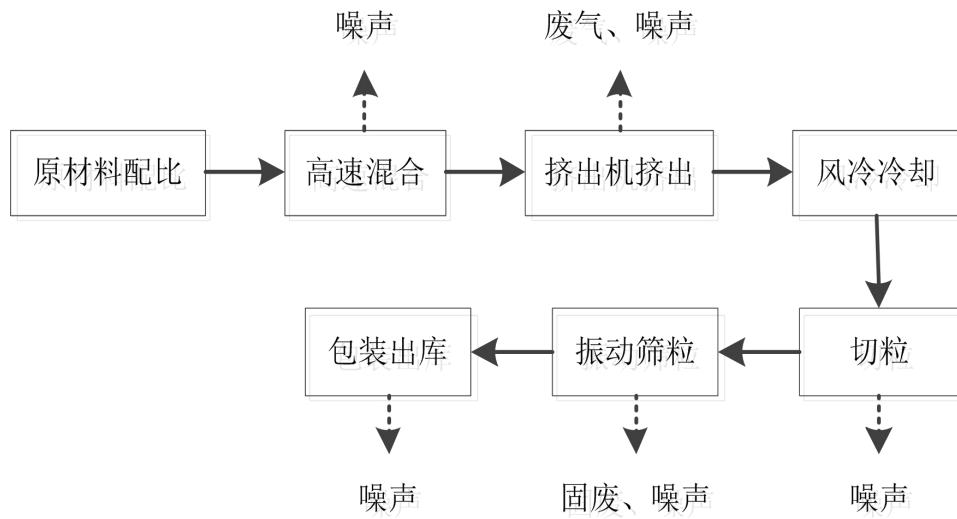 噪声
废气、噪声
原材料配比
高速混合
挤出机挤出
风冷冷却
包装出库
振动筛粒
切粒
噪声
固废、噪声
噪声